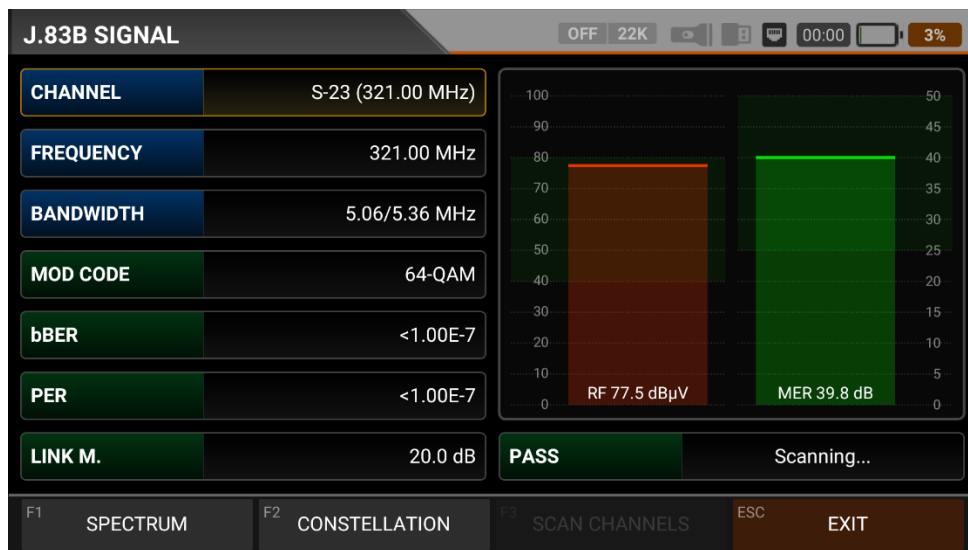 J.83B SIGNAL
OFF 22K 00:00 3%
CHANNEL S-23 (321.00 MHz)
FREQUENCY 321.00 MHz
BANDWIDTH 5.06/5.36 MHz
MOD CODE 64-QAM
bBER <1.00E-7
PER <1.00E-7
LINK M. 20.0 dB
100 50
90 45
80 40
70 35
60 30
50 25
40 20
30 15
20 10
10 5
RF 77.5 dBµV MER 39.8 dB
0 0
PASS Scanning...
F1 SPECTRUM
F2 CONSTELLATION
F3 SCAN CHANNELS
ESC EXIT